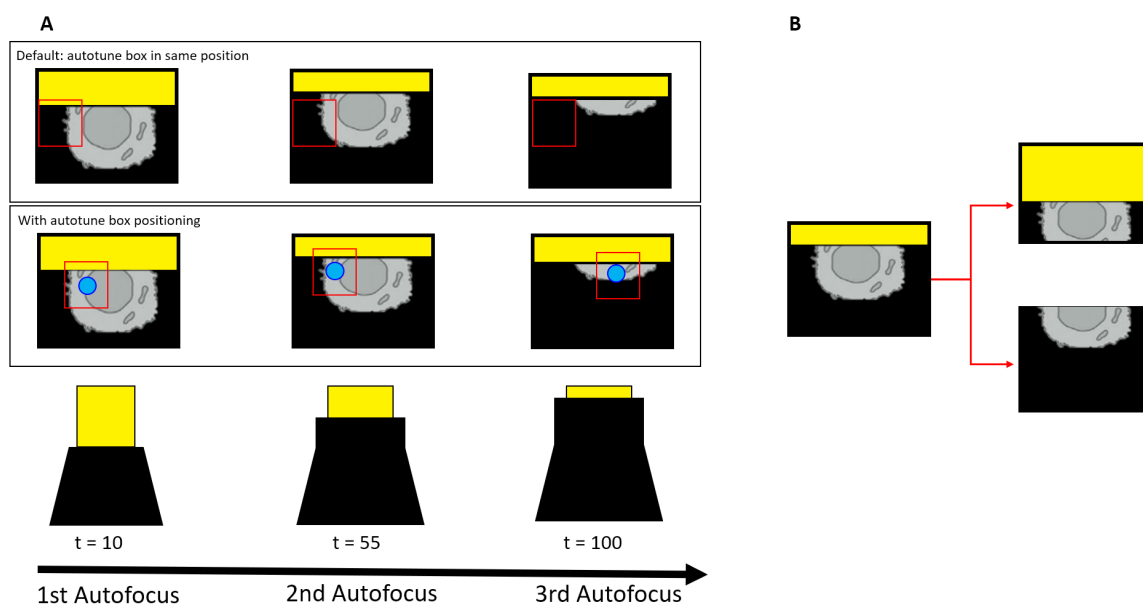 A
B
Default: autotune box in same position
With autotune box positioning
t = 10
t = 55
t = 100
1st Autofocus
2nd Autofocus
3rd Autofocus